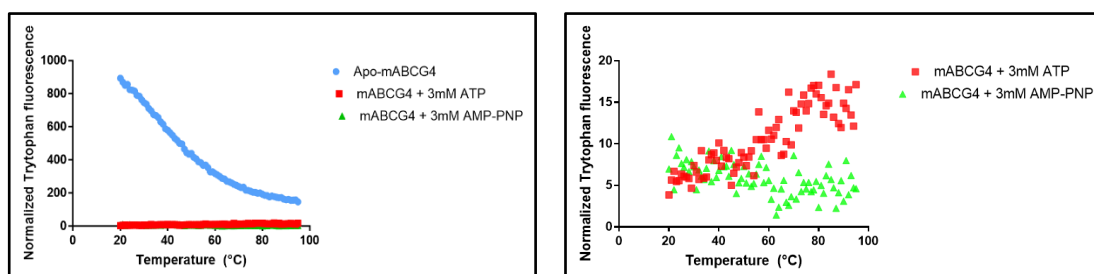 Normalized Trytophan fluorescence
1000
800
600
400
200
0
0
20
40
60
80
100
Temperature (°C)
Apo-mABCG4
mABCG4 + 3mM ATP
mABCG4 + 3mM AMP-PNP
Normalized Trytophan fluorescence
20
15
10
5
0
0
20
40
60
80
100
Temperature (°C)
mABCG4 + 3mM ATP
mABCG4 + 3mM AMP-PNP